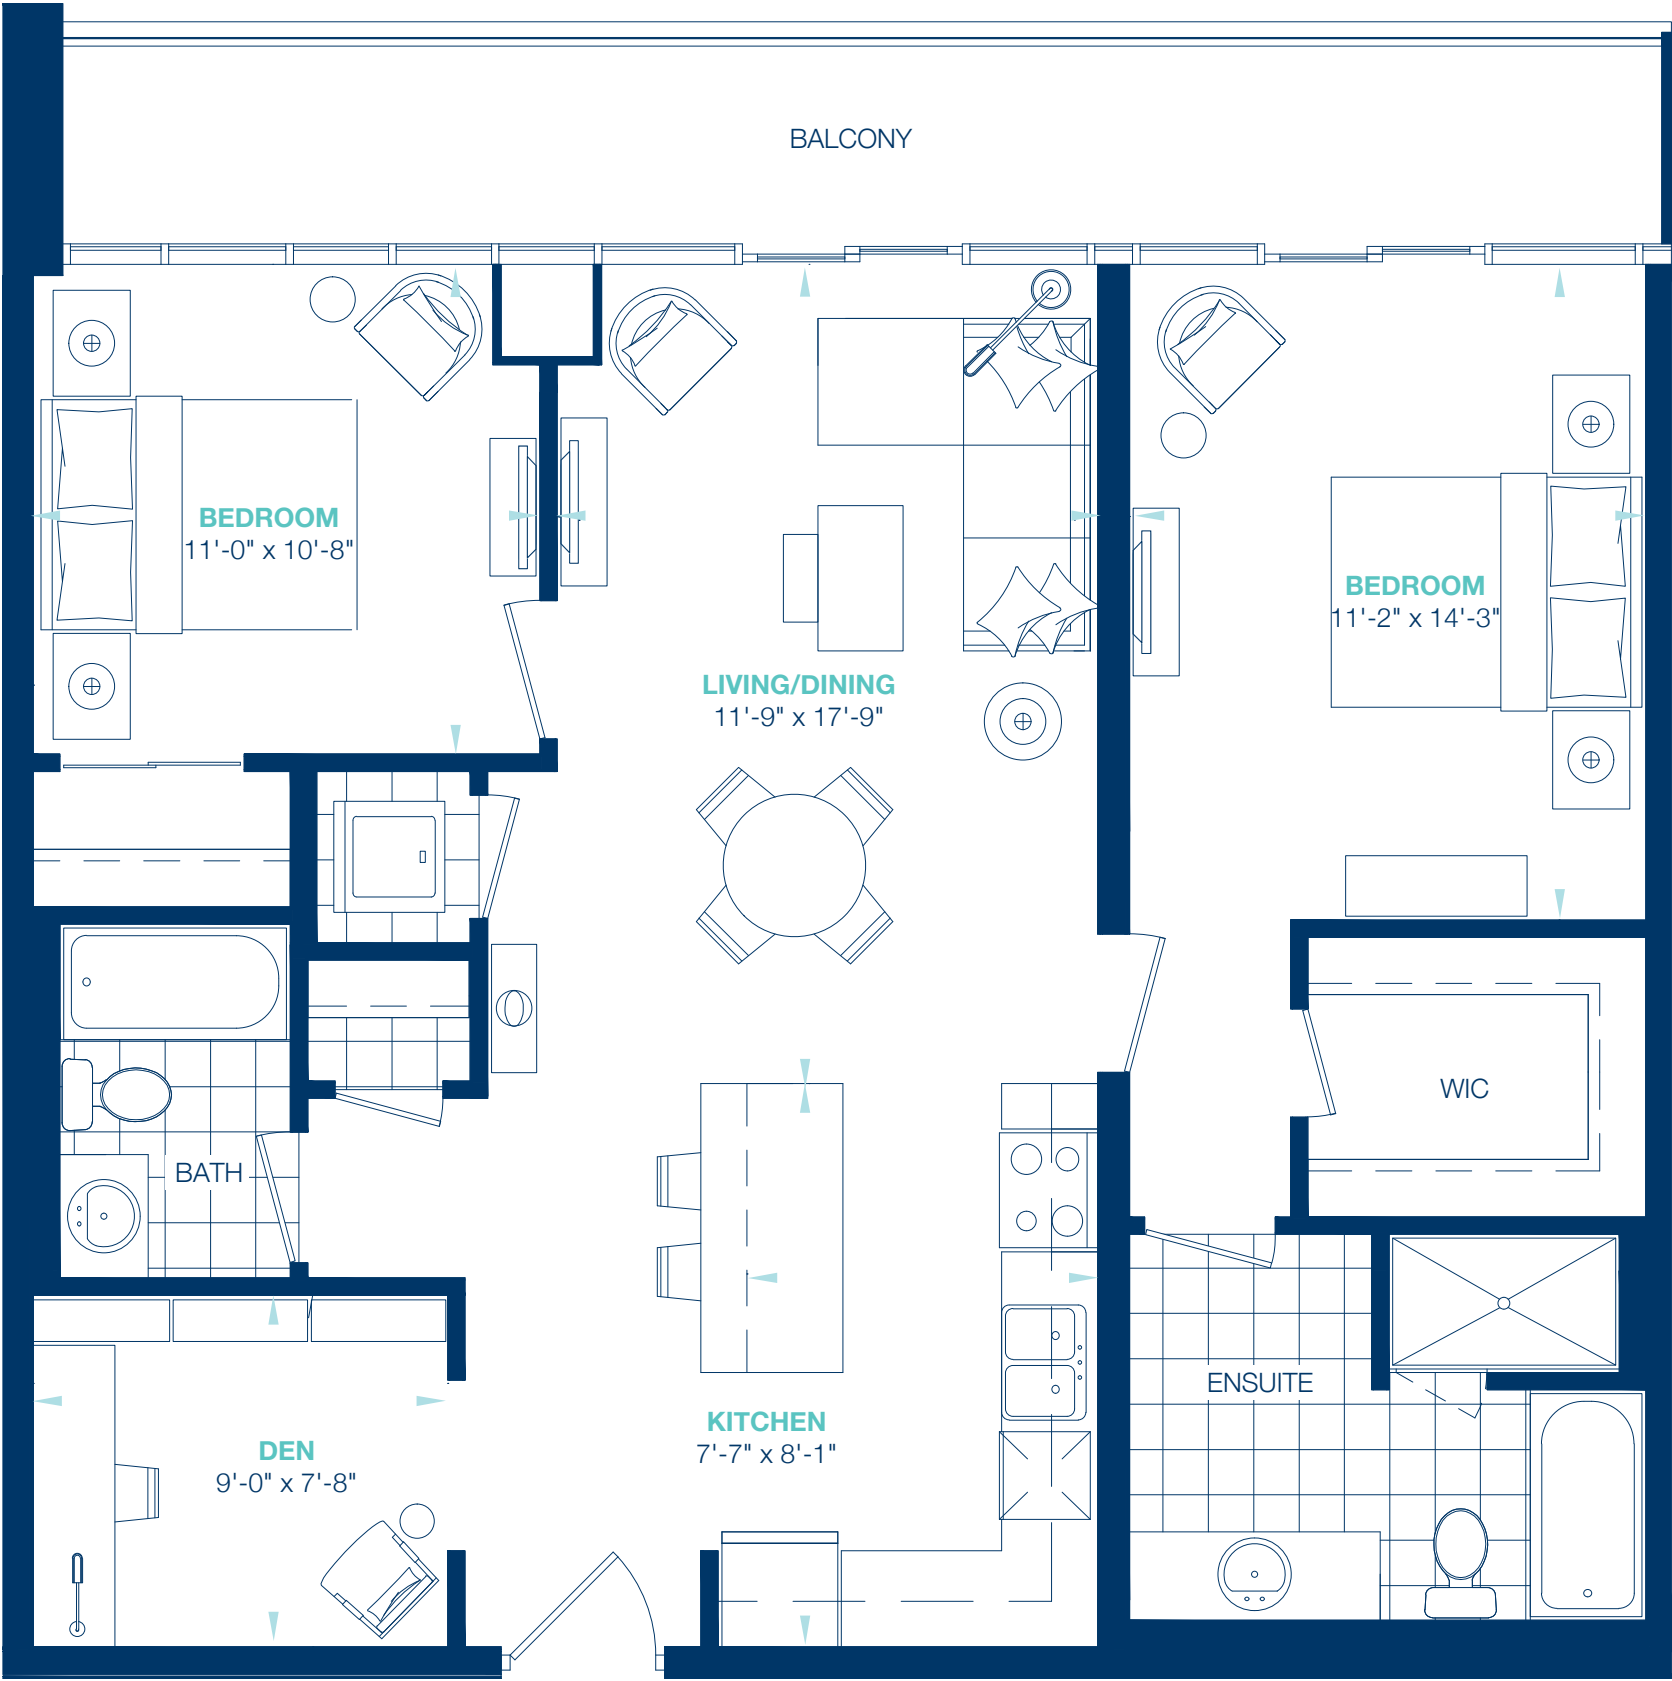 BALCONY
BEDROOM
11'-0" x 10'-8"
BEDROOM
11'-2" x 14'-3"
LIVING/DINING
11'-9" x 17'-9"
WIC
BATH
ENSUITE
KITCHEN
7'-7" x 8'-1"
DEN
9'-0" x 7'-8"